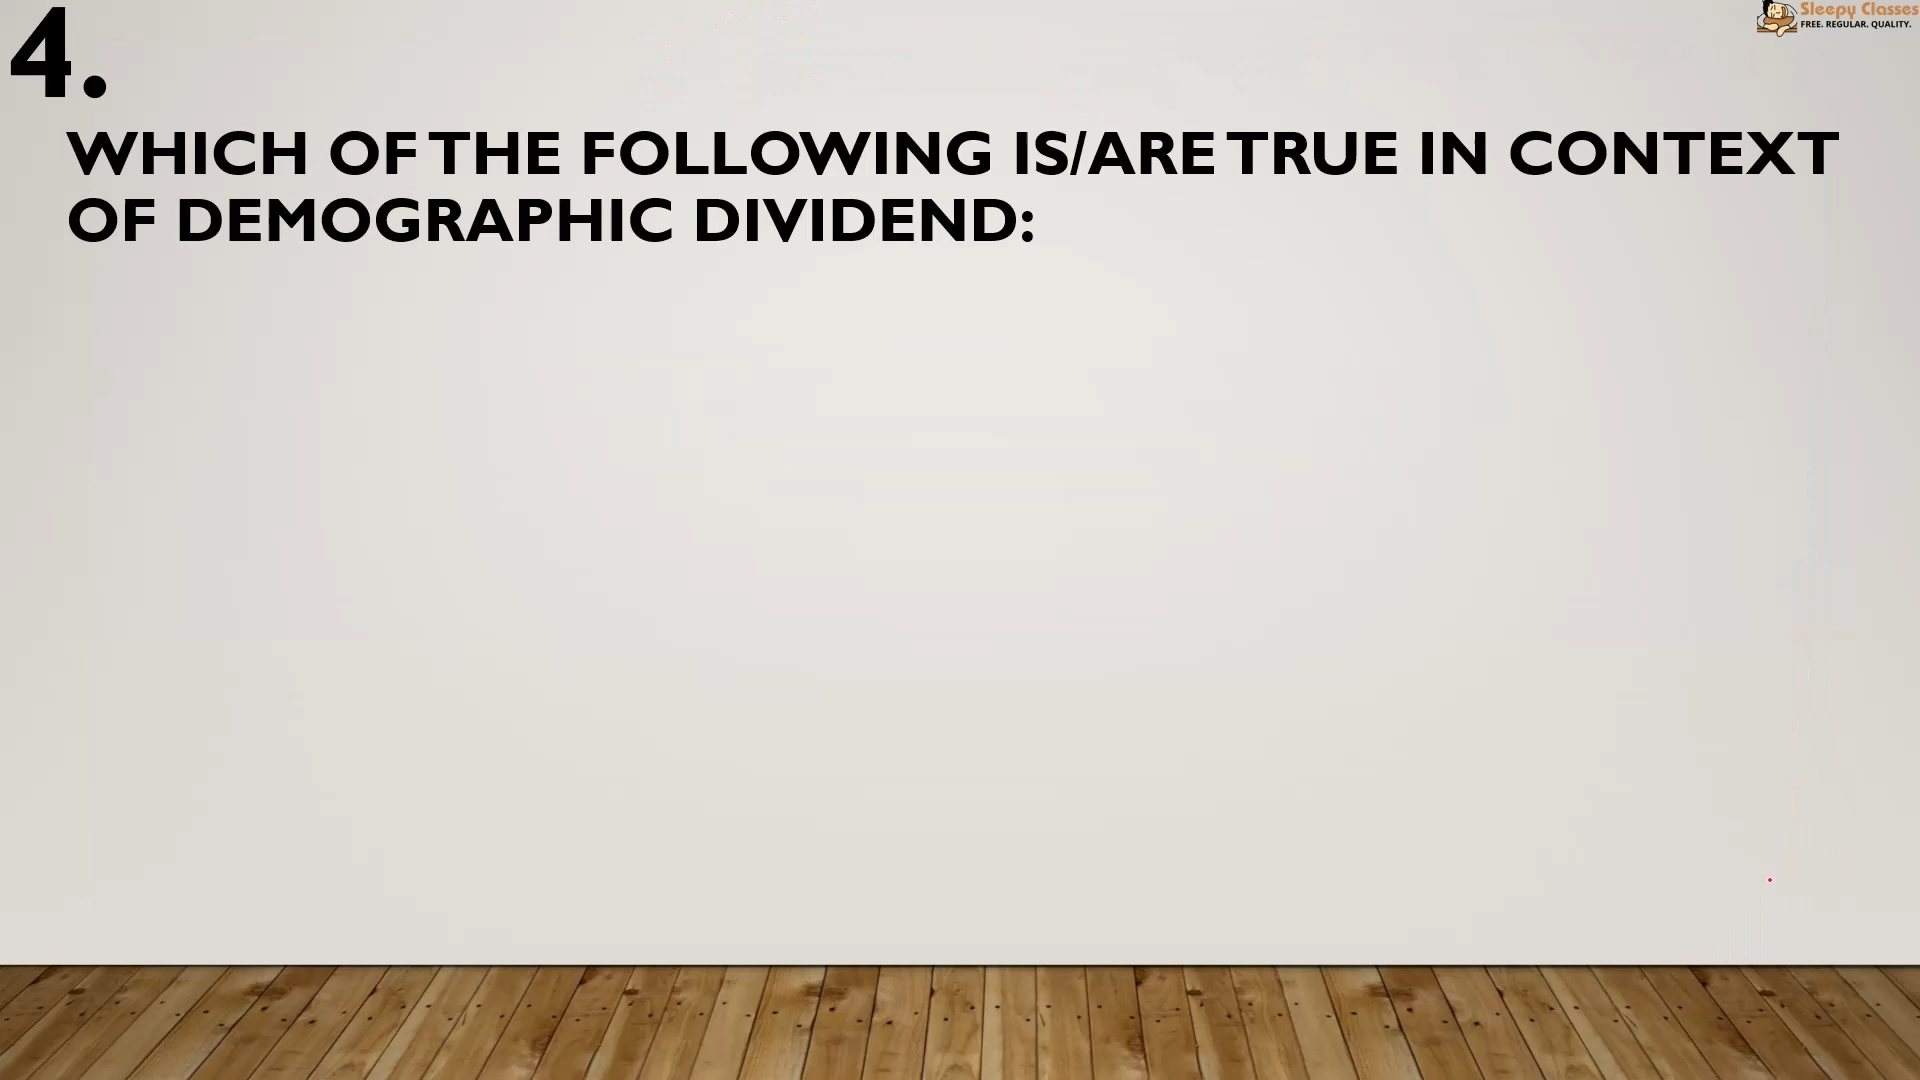 Sleepy Classes
FREE. REGULAR. QUALITY.
4.
WHICH OF THE FOLLOWING IS/ARE TRUE IN CONTEXT
OF DEMOGRAPHIC DIVIDEND: